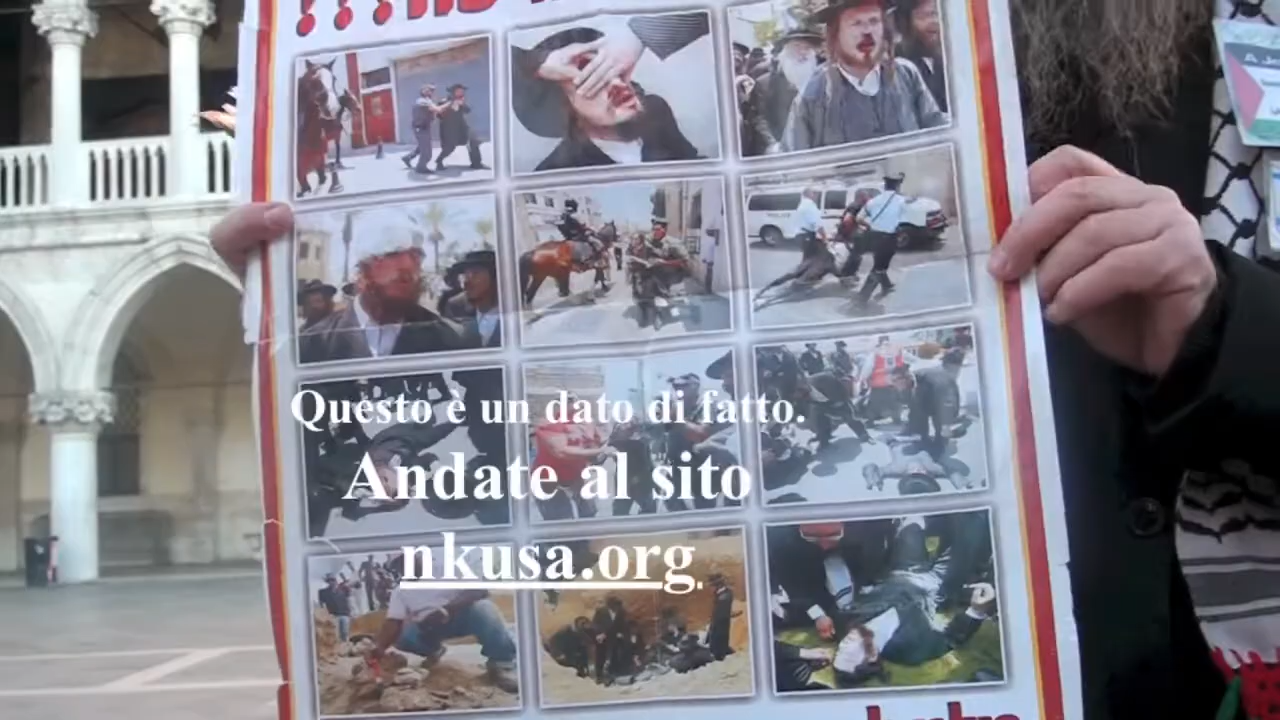 Questo è un dato di fatto.
Andate al sito
nkusa.org.